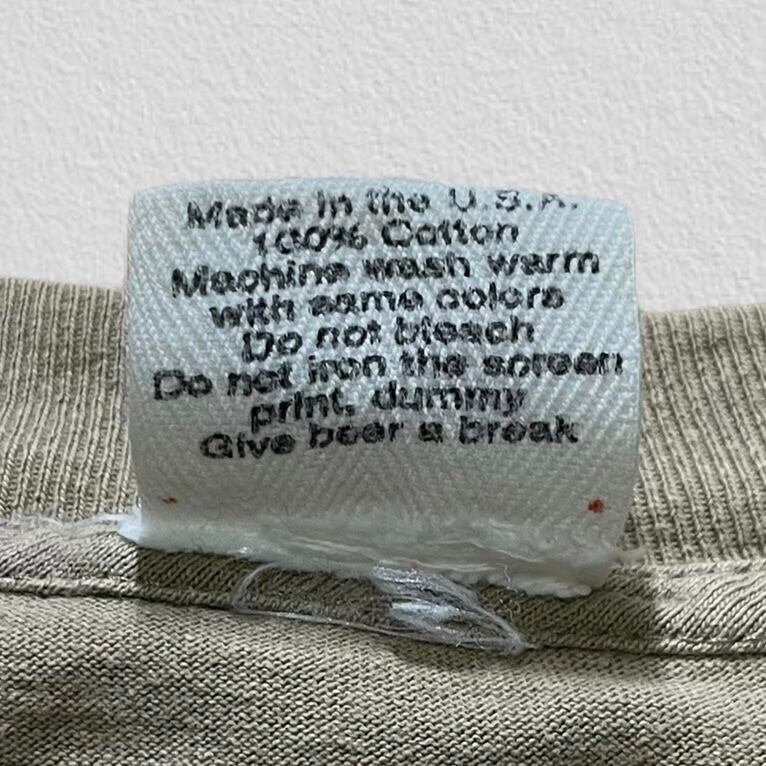 Made in the U.S.A.
100% Cotton
Machine wash warm
with same colors
Do not bleach
Do not iron the screen
print, dummy
Give beer a break